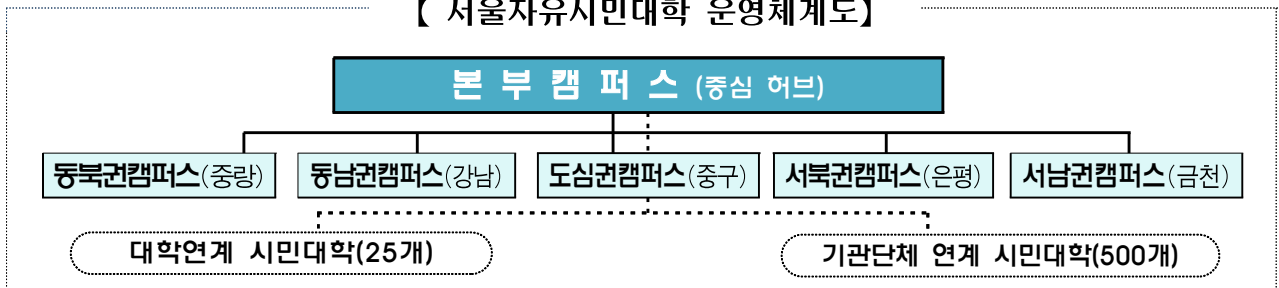 【 서울자유시민대학 운영체계도】
본 부 캠 퍼 스 (중심 허브)
동북권캠퍼스(중랑) 동남권캠퍼스(강남) 도심권캠퍼스(중구) 서북권캠퍼스(은평) 서남권캠퍼스(금천)
대학연계 시민대학(25개) 기관단체 연계 시민대학(500개)